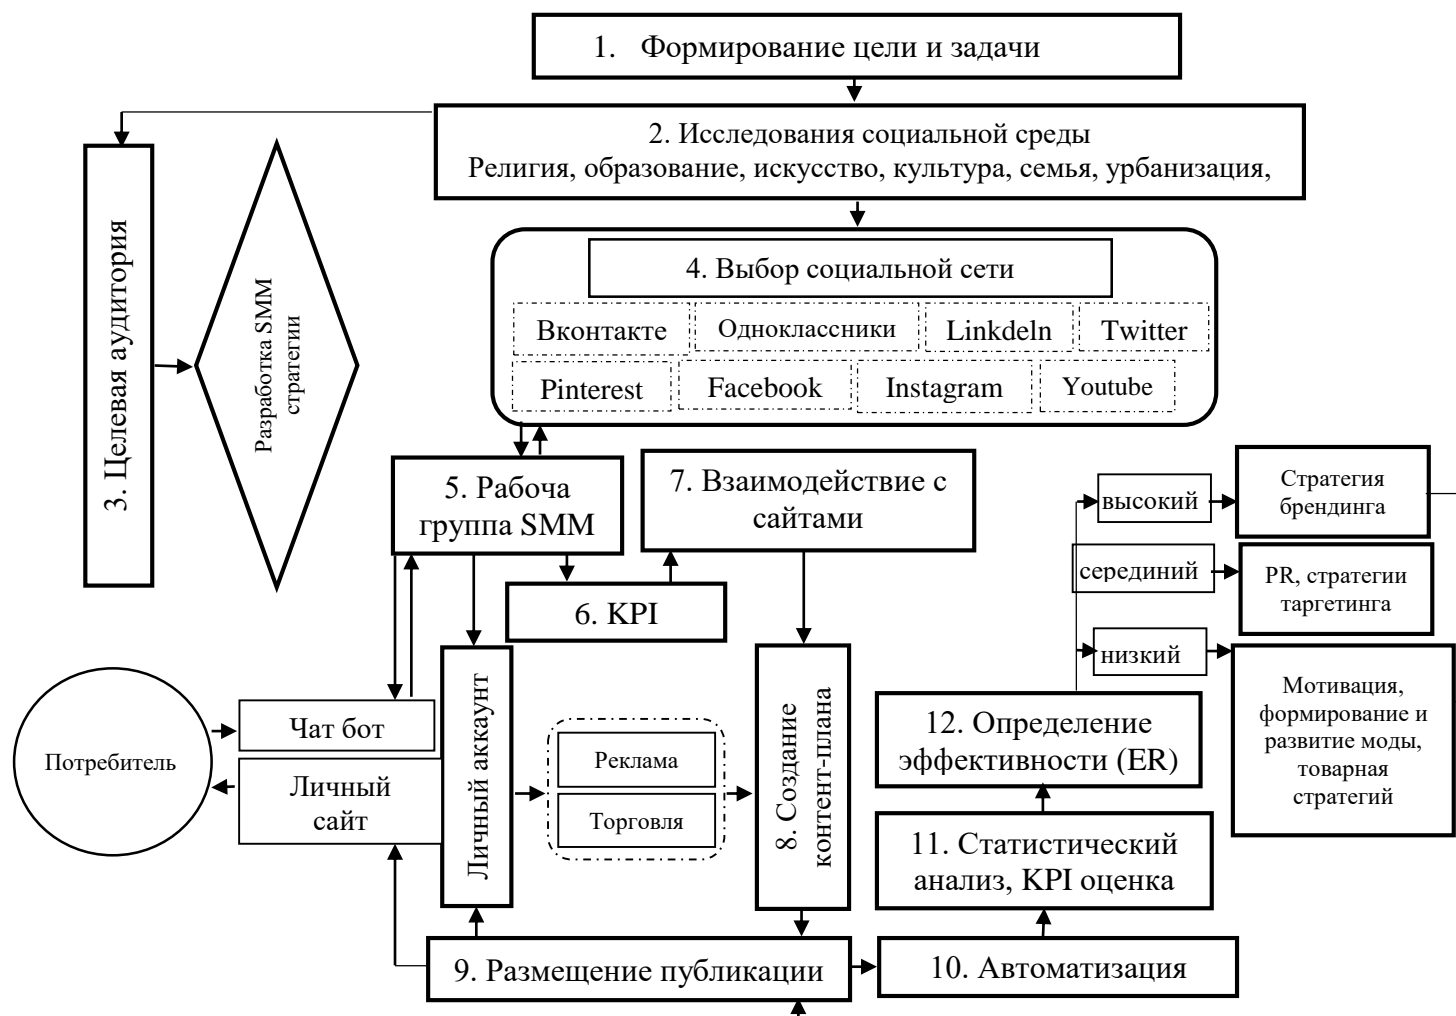 1. Формирование цели и задачи
2. Исследования социальной среды
Религия, образование, искусство, культура, семья, урбанизация,
3. Целевая аудитория
Разработка SMM
стратегии
4. Выбор социальной сети
Вконтакте
Одноклассники
Linkdeln
Twitter
Pinterest
Facebook
Instagram
Youtube
5. Рабоча
группа SMM
6. KPI
7. Взаимодействие с
сайтами
высокий
Стратегия
брендинга
серединий
PR, стратегии
таргетинга
низкий
Мотивация,
формирование и
развитие моды,
товарная
стратегий
Потребитель
Чат бот
Личный
сайт
Личный аккаунт
Реклама
Торговля
8. Создание
контент-плана
12. Определение
эффективности (ER)
11. Статистический
анализ, KPI оценка
9. Размещение публикации
10. Автоматизация